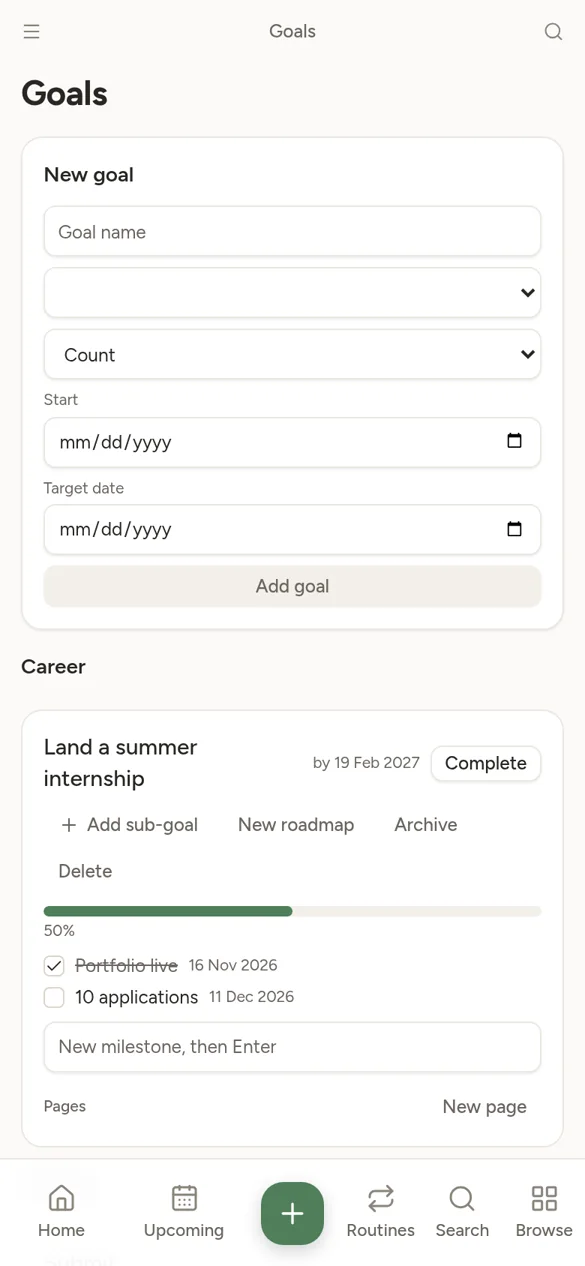 Goals
Goals
New goal
Goal name
Count
Start
mm/dd/yyyy
Target date
mm/dd/yyyy
Add goal
Career
Land a summer
internship
by 19 Feb 2027
Complete
+ Add sub-goal
New roadmap
Archive
Delete
50%
Portfolio live 16 Nov 2026
10 applications 11 Dec 2026
New milestone, then Enter
Pages
New page
Home
Upcoming
Routines
Search
Browse